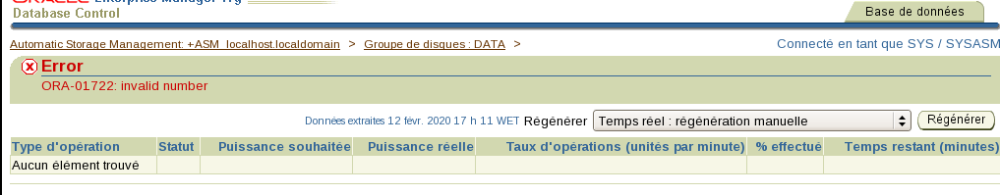 ORACLE Enterprise Manager 11g
Database Control
Base de données
Automatic Storage Management: +ASM_localhost.localdomain > Groupe de disques : DATA >
Connecté en tant que SYS / SYSASM
Error
ORA-01722: invalid number
Données extraites 12 févr. 2020 17 h 11 WET Régénérer Temps réel : régénération manuelle Régénérer
Type d'opération Statut Puissance souhaitée Puissance réelle Taux d'opérations (unités par minute) % effectué Temps restant (minutes)
Aucun élément trouvé